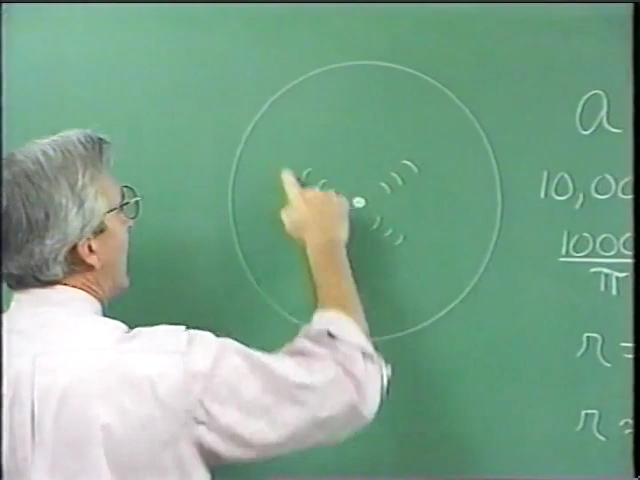 a
10,00
1000
π
r =
r =